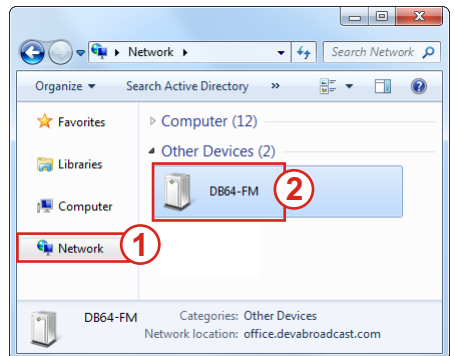 Network
Search Network
Organize Search Active Directory »
Favorites
Libraries
Computer
Network
1
Computer (12)
Other Devices (2)
DB64-FM
2
DB64-FM Categories: Other Devices
Network location: office.devabroadcast.com